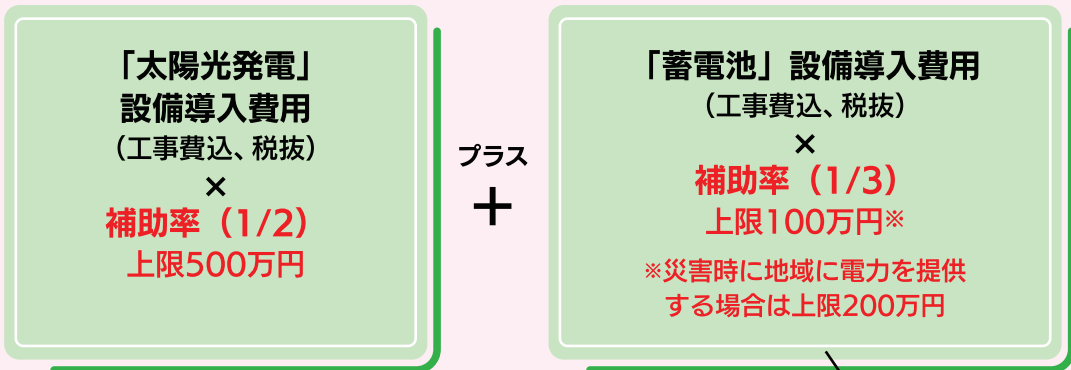 「太陽光発電」
設備導入費用
（工事費込、税抜）
×
補助率（1/2）
上限500万円
プラス
＋
「蓄電池」設備導入費用
（工事費込、税抜）
×
補助率（1/3）
上限100万円※
※災害時に地域に電力を提供
する場合は上限200万円